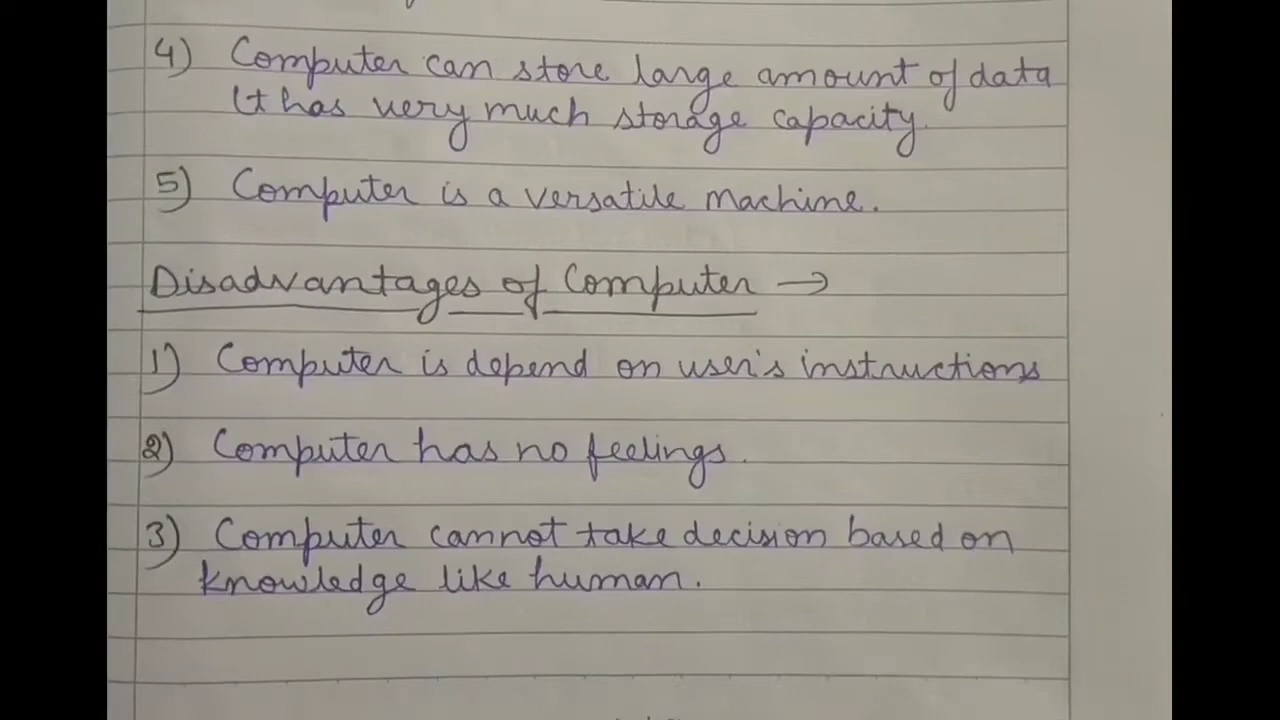 4) Computer can store large amount of data
It has very much storage capacity.
5) Computer is a versatile machine.
Disadvantages of Computer →
1) Computer is depend on user's instructions
2) Computer has no feelings.
3) Computer cannot take decision based on
knowledge like human.